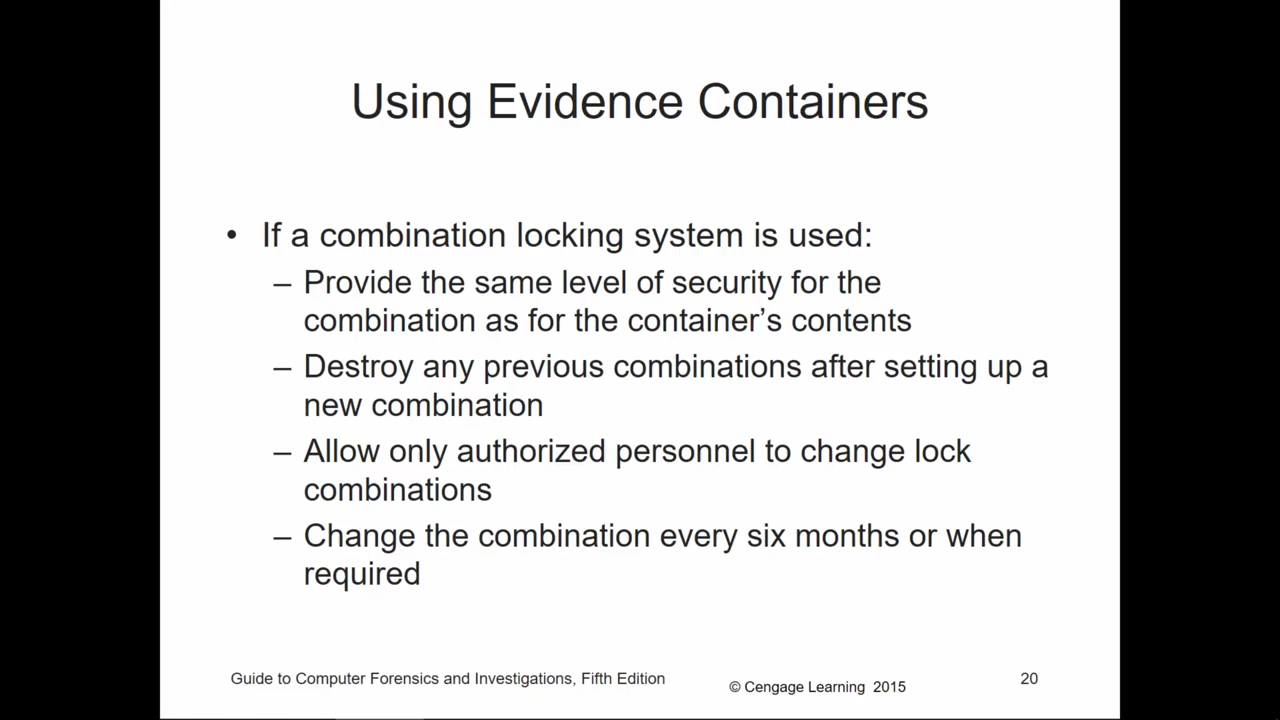 Using Evidence Containers
• If a combination locking system is used:
– Provide the same level of security for the
combination as for the container’s contents
– Destroy any previous combinations after setting up a
new combination
– Allow only authorized personnel to change lock
combinations
– Change the combination every six months or when
required
Guide to Computer Forensics and Investigations, Fifth Edition
© Cengage Learning 2015
20